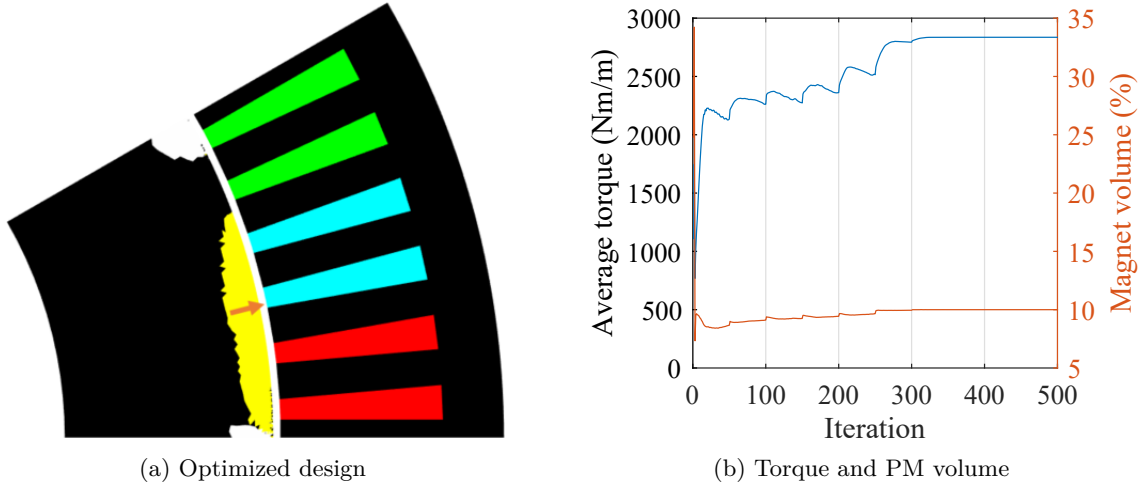 3000
2500
2000
1500
1000
500
0
Average torque (Nm/m)
35
30
25
20
15
10
5
Magnet volume (%)
0 100 200 300 400 500
Iteration
(a) Optimized design
(b) Torque and PM volume